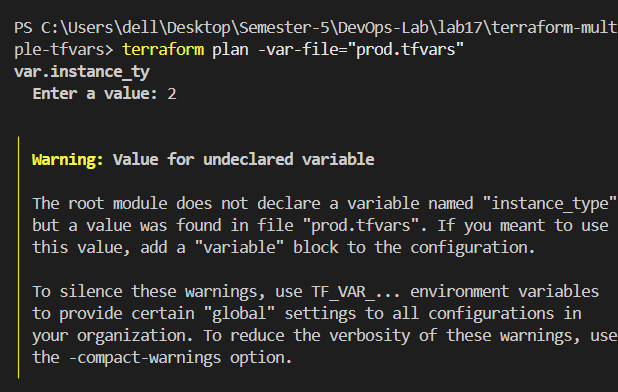 PS C:\Users\dell\Desktop\Semester-5\DevOps-Lab\lab17\terraform-mult
ple-tfvars> terraform plan -var-file="prod.tfvars"
var.instance_ty
Enter a value: 2
Warning: Value for undeclared variable
The root module does not declare a variable named "instance_type"
but a value was found in file "prod.tfvars". If you meant to use
this value, add a "variable" block to the configuration.
To silence these warnings, use TF_VAR_... environment variables
to provide certain "global" settings to all configurations in
your organization. To reduce the verbosity of these warnings, use
the -compact-warnings option.